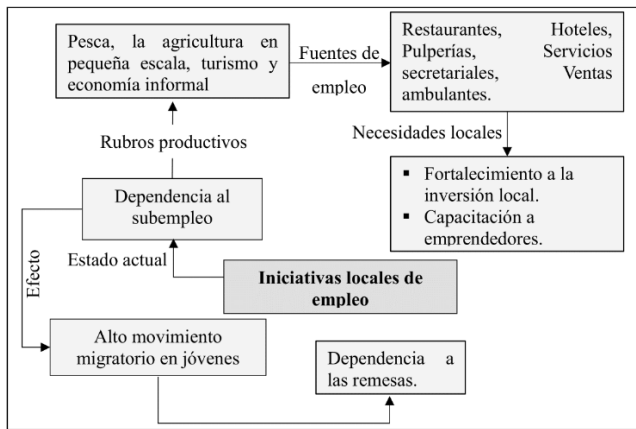 Pesca, la agricultura en
pequeña escala, turismo y
economía informal
Fuentes de
empleo
Restaurantes, Hoteles,
Pulperías, Servicios
secretariales, Ventas
ambulantes.
Rubros productivos
Necesidades locales
▪ Fortalecimiento a la
inversión local.
▪ Capacitación a
emprendedores.
Dependencia al
subempleo
Efecto
Estado actual
Iniciativas locales de
empleo
Alto movimiento
migratorio en jóvenes
Dependencia a
las remesas.